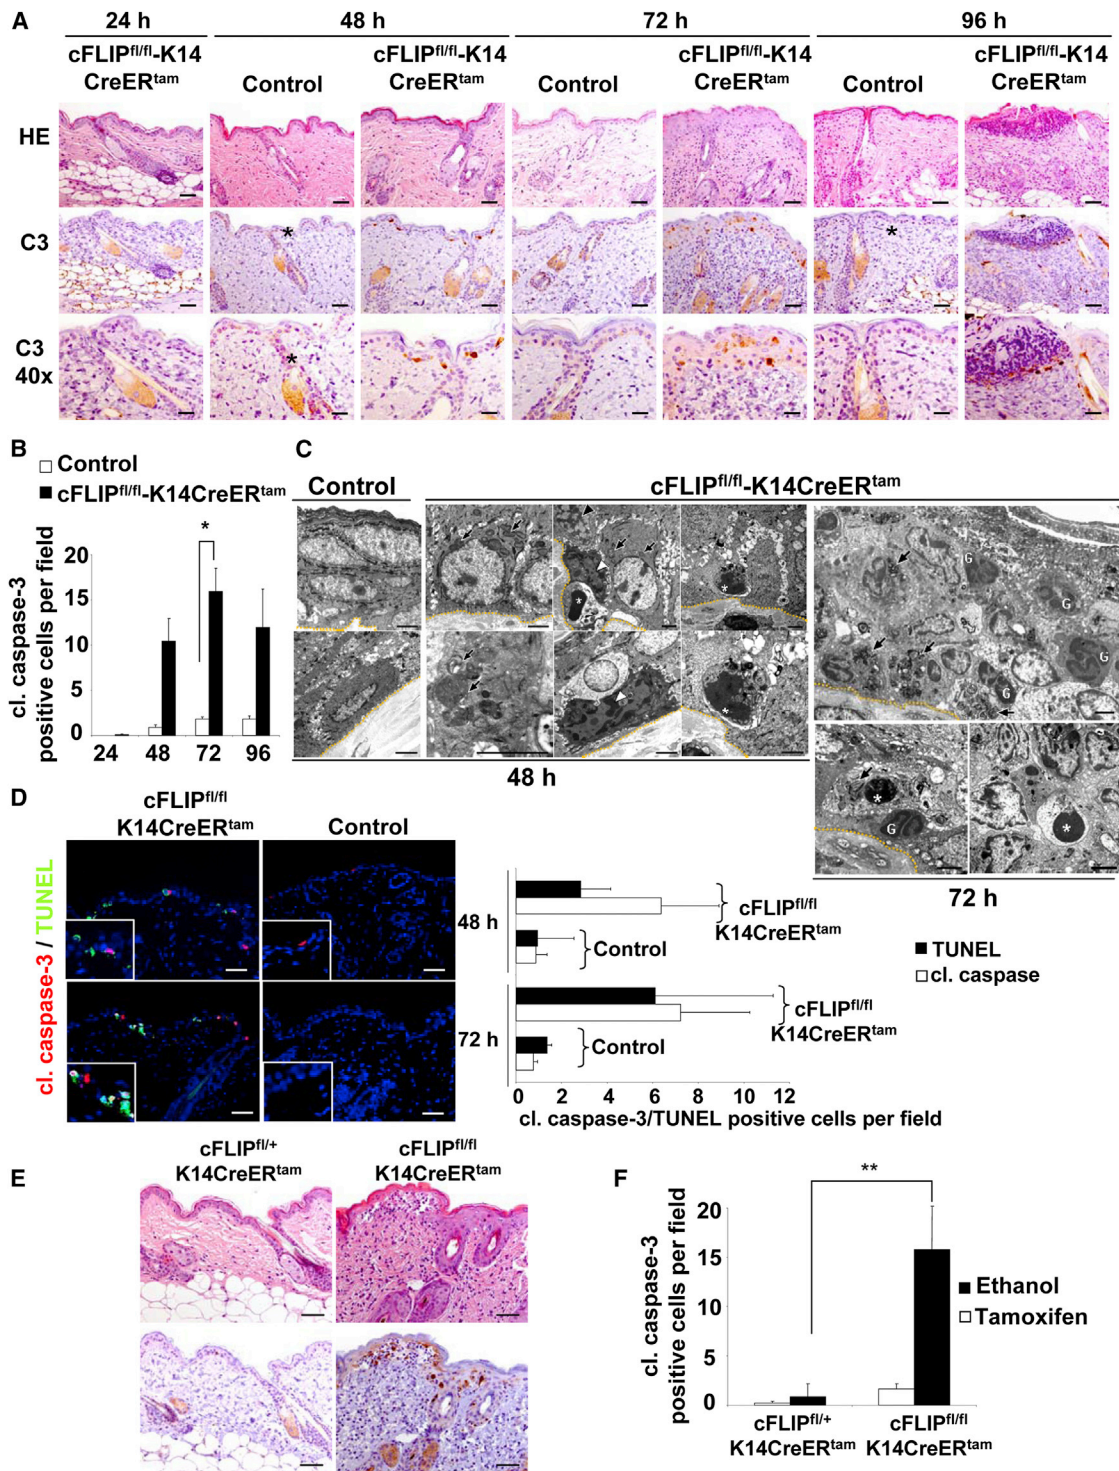 A
24 h
48 h
72 h
96 h
cFLIPfl/fl-K14
CreERtam
Control
cFLIPfl/fl-K14
CreERtam
Control
cFLIPfl/fl-K14
CreERtam
Control
cFLIPfl/fl-K14
CreERtam
HE
C3
*
*
C3
40x
*
B
Control
cFLIPfl/fl-K14CreERtam
cl. caspase-3
positive cells per field
20
15
10
5
0
*
24 48 72 96
C
Control
cFLIPfl/fl-K14CreERtam
*
*
*
G
G
G
G
*
G
*
48 h
72 h
D
cFLIPfl/fl
K14CreERtam
Control
cl. caspase-3 / TUNEL
48 h
72 h
cFLIPfl/fl
K14CreERtam
Control
cFLIPfl/fl
K14CreERtam
Control
TUNEL
cl. caspase
0 2 4 6 8 10 12
cl. caspase-3/TUNEL positive cells per field
E
cFLIPfl/+
K14CreERtam
cFLIPfl/fl
K14CreERtam
F
cl. caspase-3
positive cells per field
20
15
10
5
0
**
Ethanol
Tamoxifen
cFLIPfl/+
K14CreERtam
cFLIPfl/fl
K14CreERtam